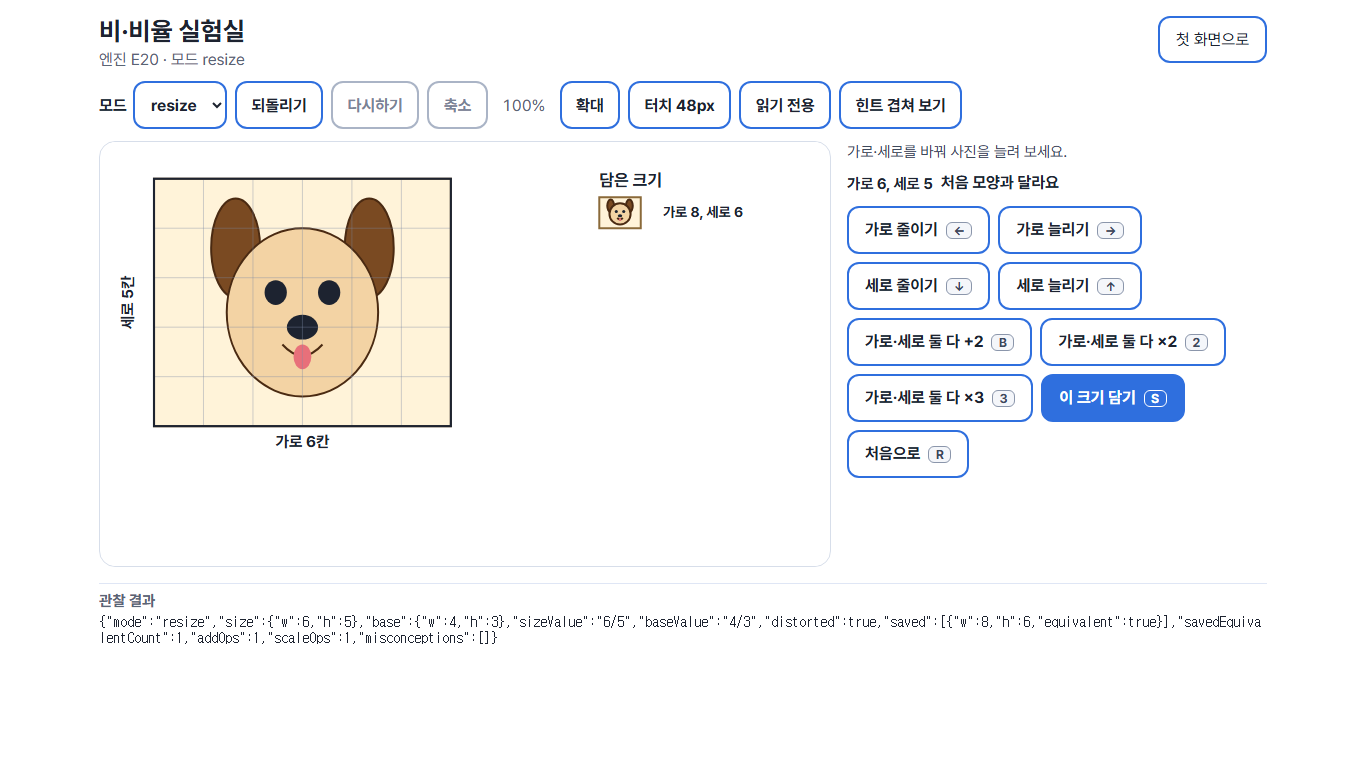 비·비율 실험실
엔진 E20 · 모드 resize
첫 화면으로
모드 resize 되돌리기 다시하기 축소 100% 확대 터치 48px 읽기 전용 힌트 겹쳐 보기
세로 5칸
가로 6칸
담은 크기
가로 8, 세로 6
가로·세로를 바꿔 사진을 늘려 보세요.
가로 6, 세로 5 처음 모양과 달라요
가로 줄이기 ← 가로 늘리기 →
세로 줄이기 ↓ 세로 늘리기 ↑
가로·세로 둘 다 +2 B 가로·세로 둘 다 ×2 2
가로·세로 둘 다 ×3 3 이 크기 담기 S
처음으로 R
관찰 결과
{"mode":"resize","size":{"w":6,"h":5},"base":{"w":4,"h":3},"sizeValue":"6/5","baseValue":"4/3","distorted":true,"saved":[{"w":8,"h":6,"equivalent":true}],"savedEquiva
lentCount":1,"addOps":1,"scaleOps":1,"misconceptions":[]}